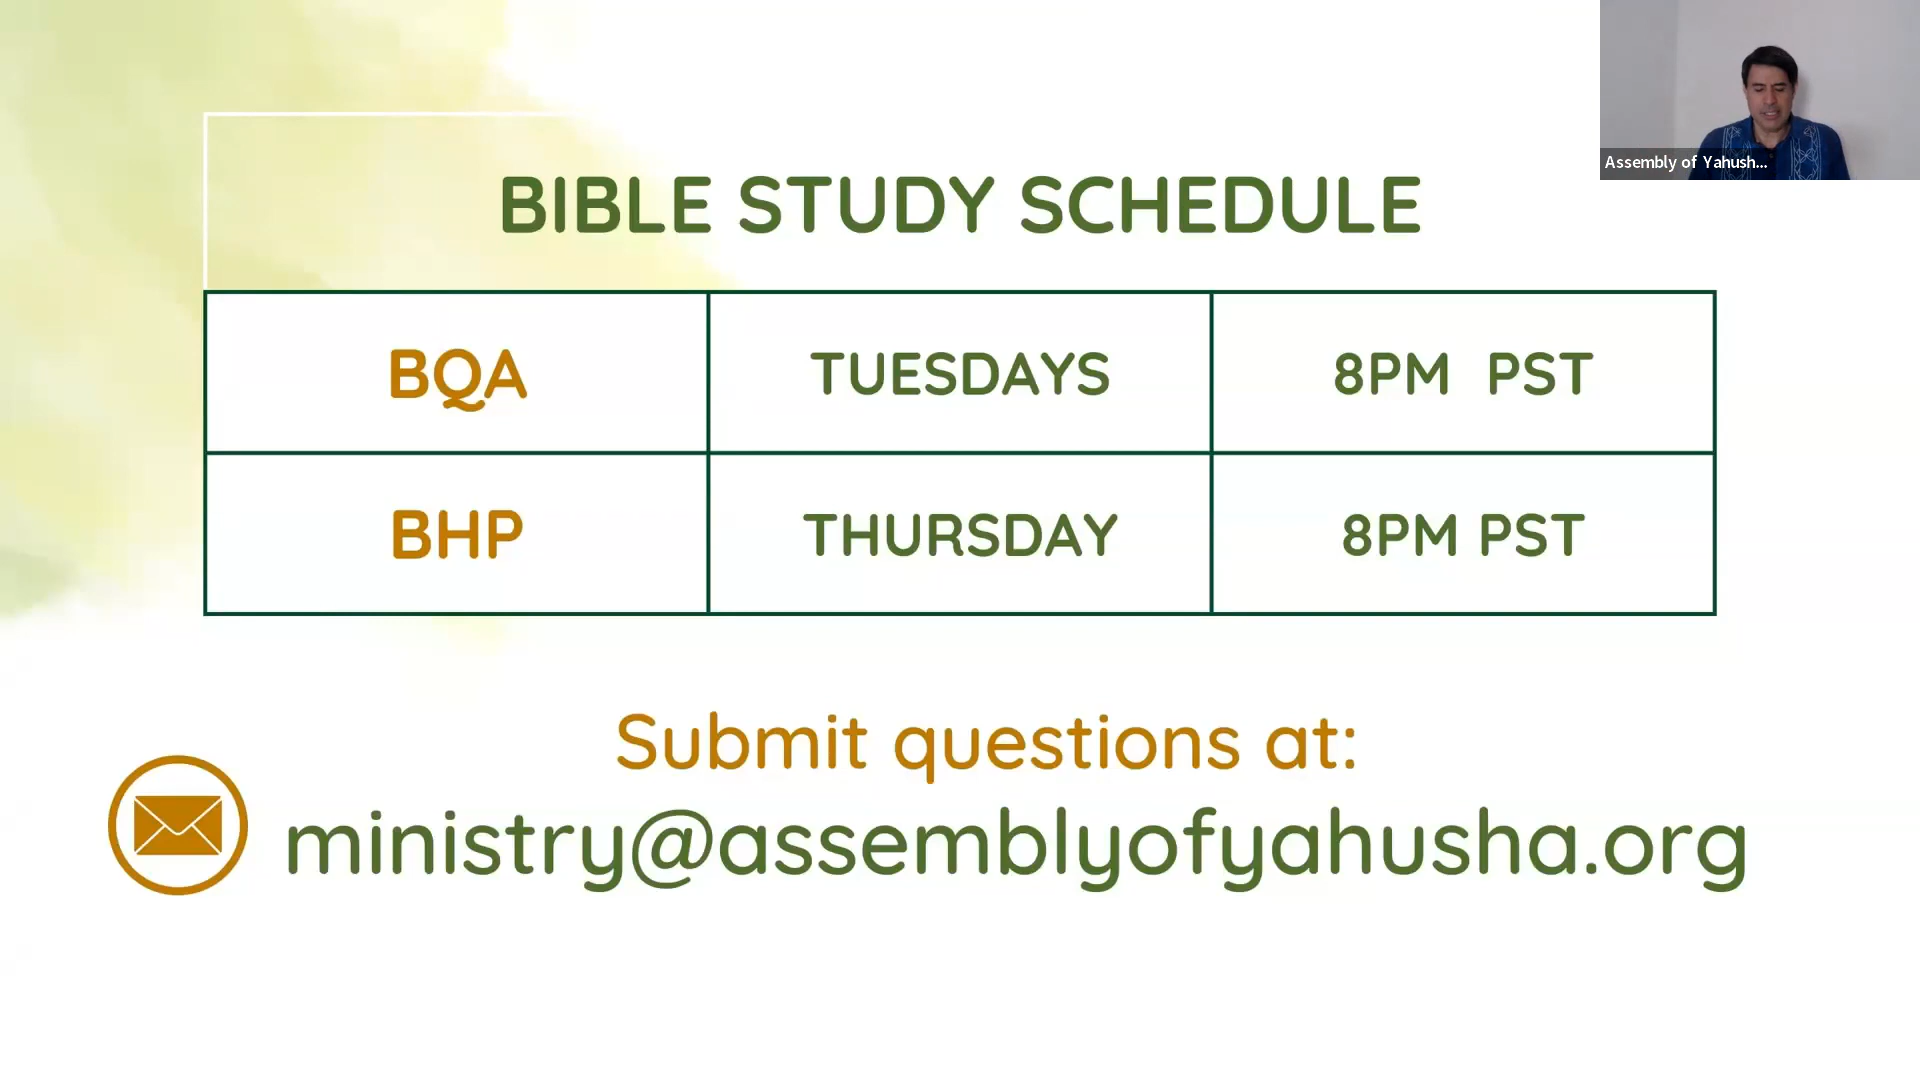 Assembly of Yahush...
BIBLE STUDY SCHEDULE
BQA TUESDAYS 8PM PST
BHP THURSDAY 8PM PST
Submit questions at:
ministry@assemblyofyahusha.org